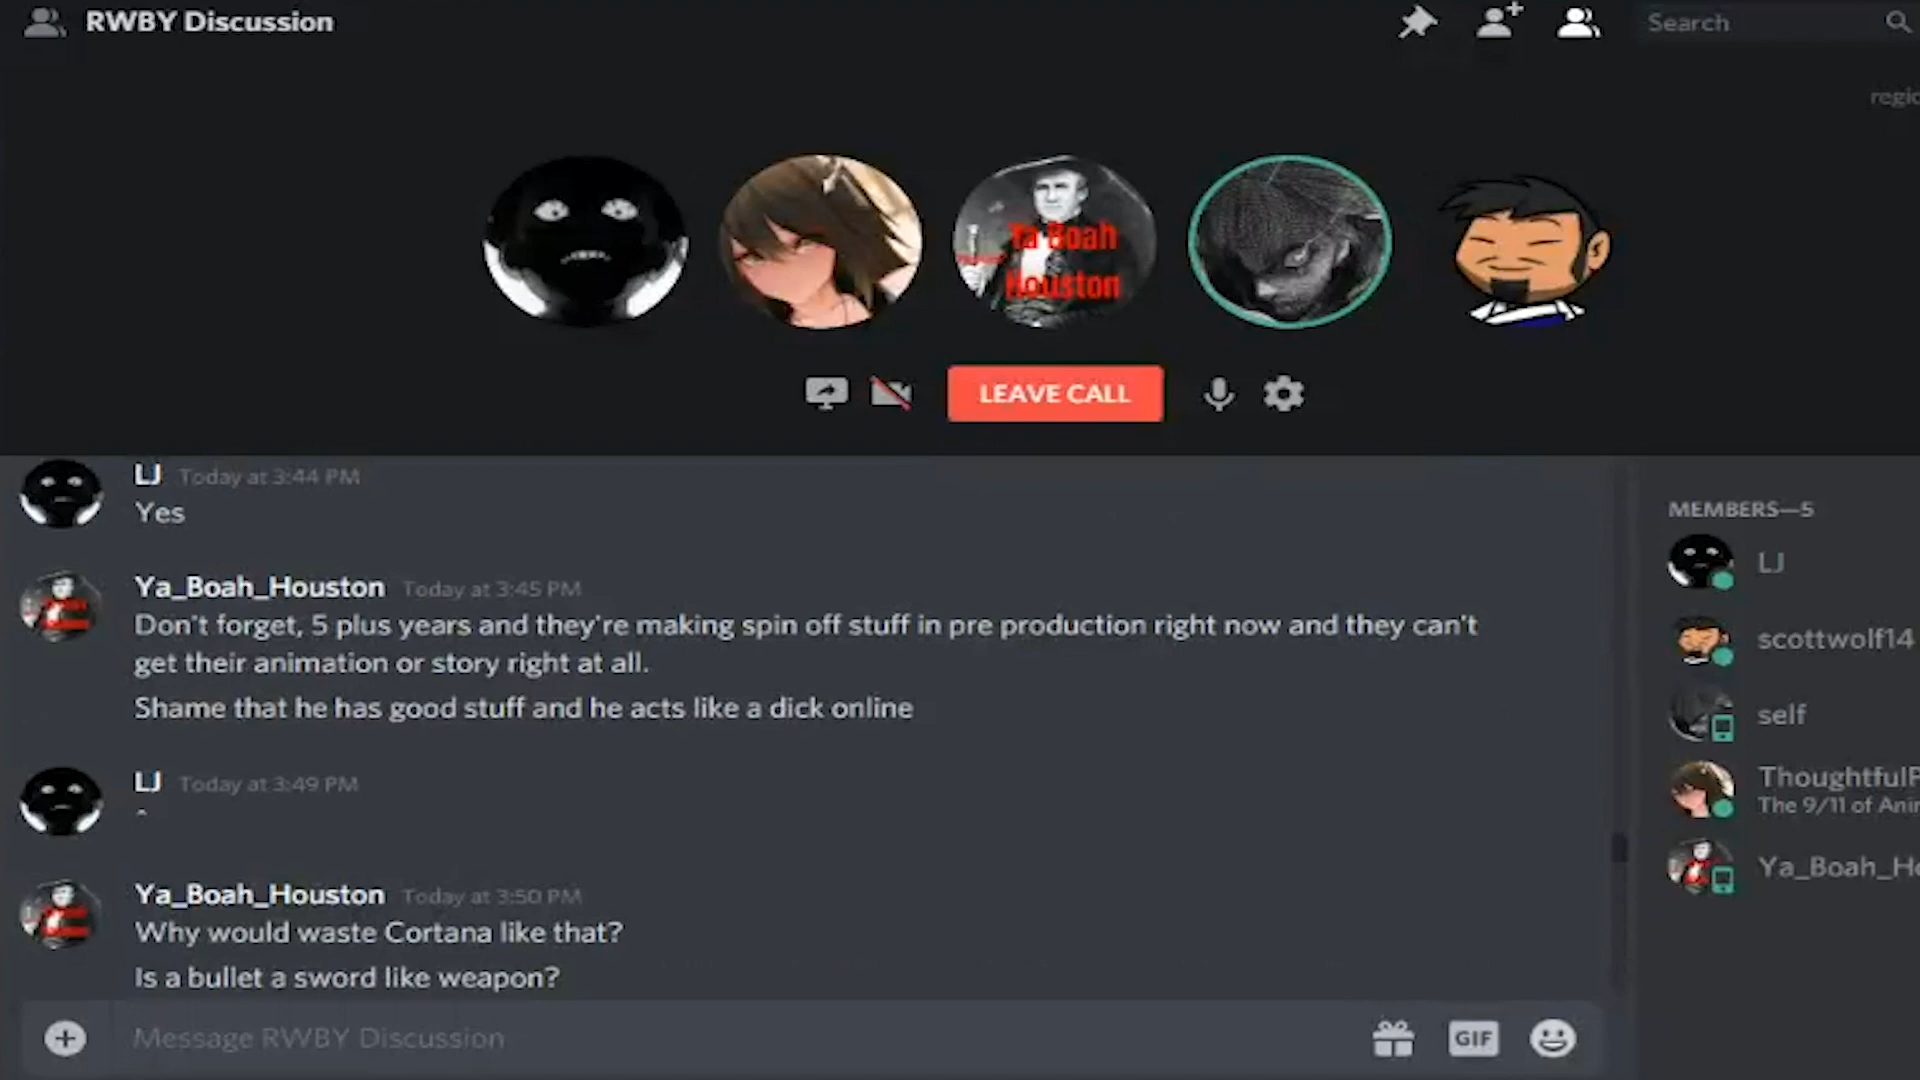 RWBY Discussion
Search
Ya Boah
Houston
LEAVE CALL
LJ Today at 3:44 PM
Yes
Ya_Boah_Houston Today at 3:45 PM
Don't forget, 5 plus years and they're making spin off stuff in pre production right now and they can't
get their animation or story right at all.
Shame that he has good stuff and he acts like a dick online
LJ Today at 3:49 PM
^
Ya_Boah_Houston Today at 3:50 PM
Why would waste Cortana like that?
Is a bullet a sword like weapon?
Message RWBY Discussion
GIF
MEMBERS—5
LJ
scottwolf14
self
The 9/11 of